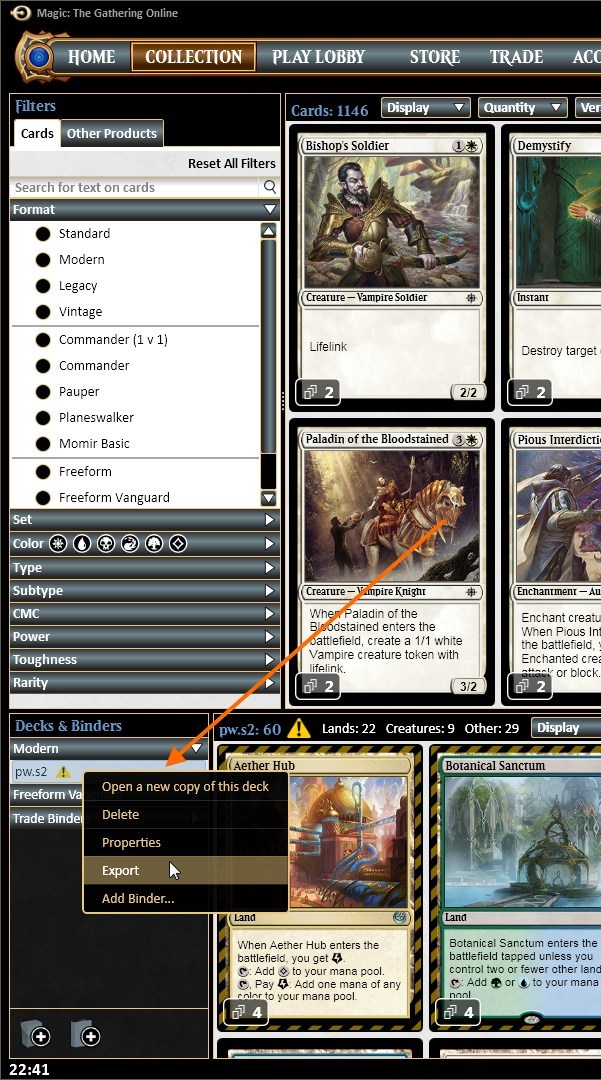 Magic: The Gathering Online
HOME COLLECTION PLAY LOBBY STORE TRADE ACC
Filters
Cards Other Products
Reset All Filters
Search for text on cards
Format
Standard
Modern
Legacy
Vintage
Commander (1 v 1)
Commander
Pauper
Planeswalker
Momir Basic
Freeform
Freeform Vanguard
Set
Color
Type
Subtype
CMC
Power
Toughness
Rarity
Cards: 1146 Display Quantity Ver
Bishop's Soldier 1
Creature — Vampire Soldier
Lifelink
2 2/2
Demystify
Instant
Destroy target
2
Paladin of the Bloodstained 3
Creature — Vampire Knight
When Paladin of the
Bloodstained enters the
battlefield, create a 1/1 white
Vampire creature token with
lifelink.
2 3/2
Pious Interdictio
Enchantment — Au
Enchant creatu
When Pious Int
the battlefield, y
Enchanted crea
attack or block.
2
Decks & Binders
Modern
pw.s2
Freeform Va
Trade Binder
Open a new copy of this deck
Delete
Properties
Export
Add Binder...
pw.s2: 60 Lands: 22 Creatures: 9 Other: 29 Display
Aether Hub
Land
When Aether Hub enters the
battlefield, you get .
: Add to your mana pool.
, Pay : Add one mana of any
color to your mana pool.
4
Botanical Sanctum
Land
Botanical Sanctum enters the
battlefield tapped unless you
control two or fewer other land
: Add or to your mana
pool.
4
22:41